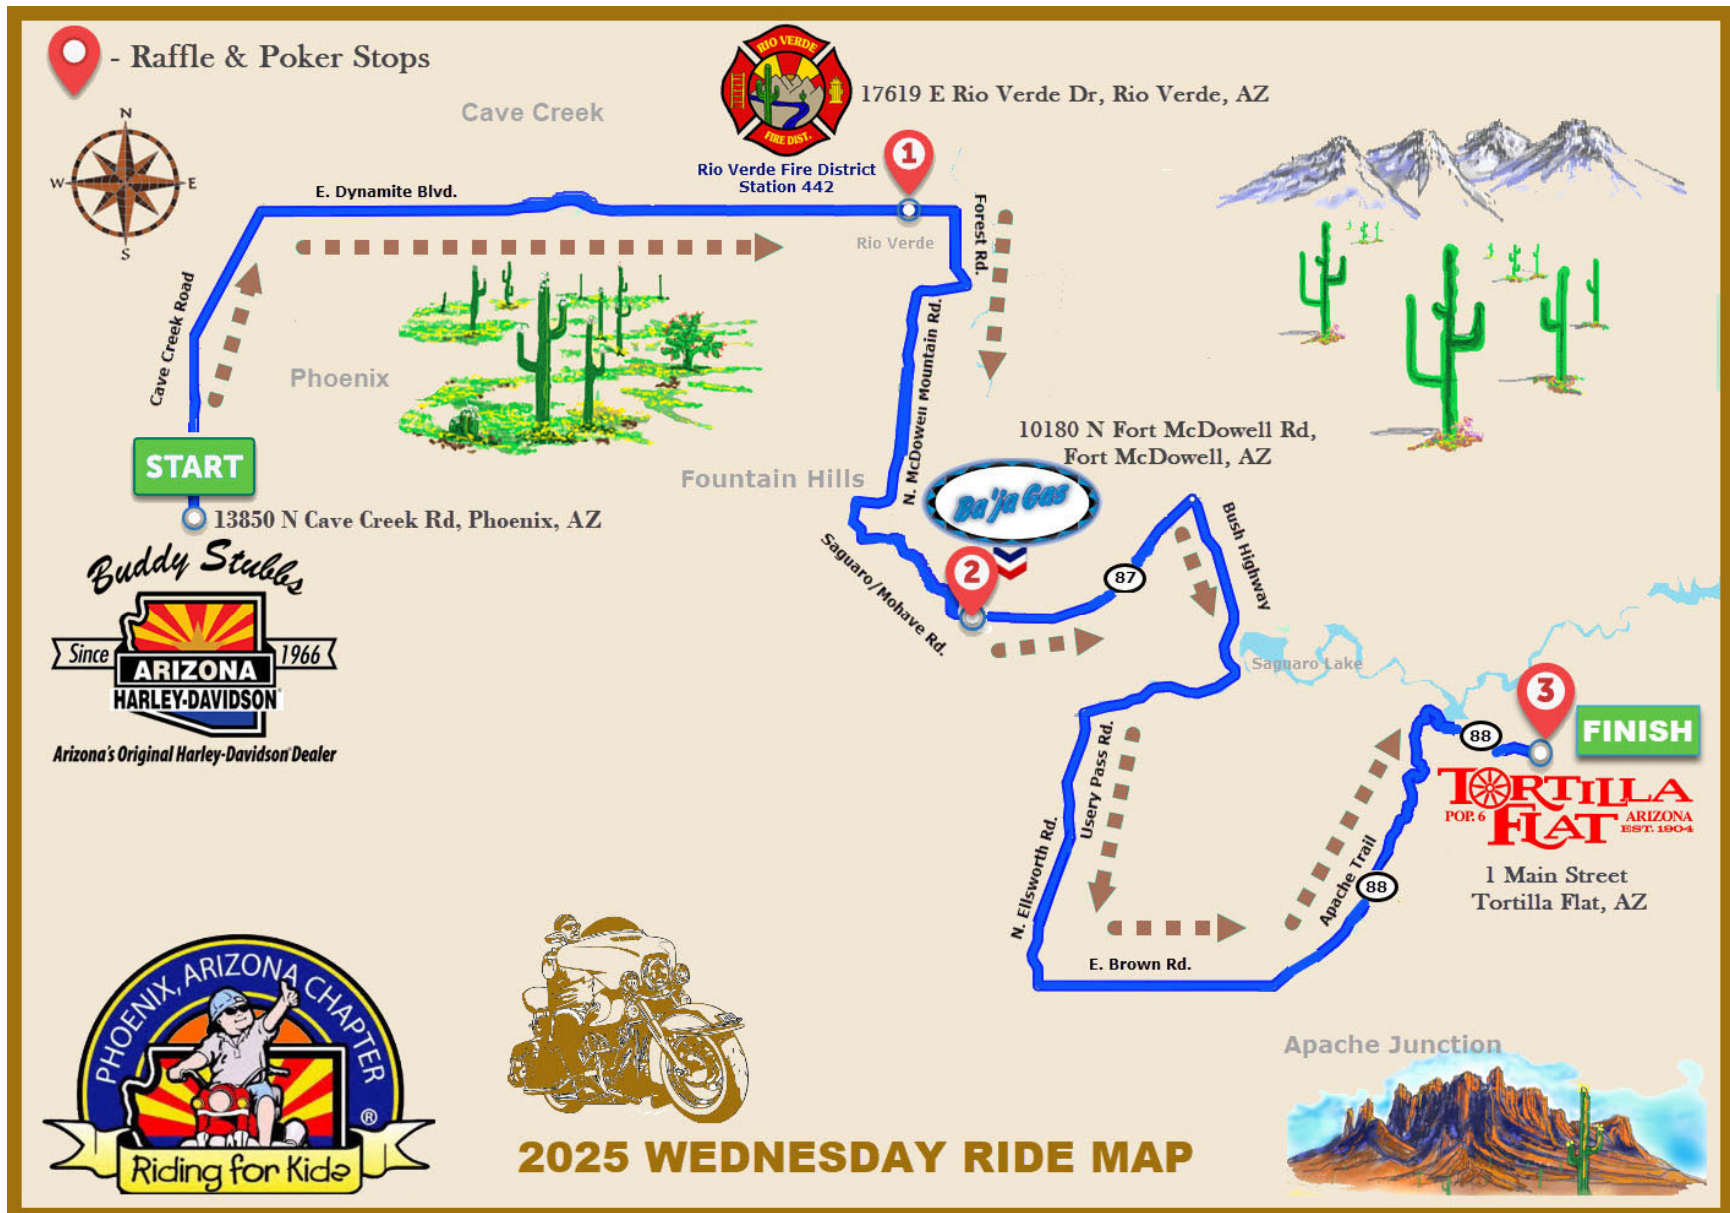 - Raffle & Poker Stops
N
W
E
S
Cave Creek
RIO VERDE
FIRE DIST.
17619 E Rio Verde Dr, Rio Verde, AZ
Rio Verde Fire District
Station 442
1
E. Dynamite Blvd.
Rio Verde
Forest Rd.
Cave Creek Road
Phoenix
N. McDowell Mountain Rd.
START
13850 N Cave Creek Rd, Phoenix, AZ
Fountain Hills
10180 N Fort McDowell Rd,
Fort McDowell, AZ
Ba'ja Gas
2
Saguaro/Mohave Rd.
87
Bush Highway
Saguaro Lake
Buddy Stubbs
Since
1966
ARIZONA
HARLEY-DAVIDSON®
Arizona's Original Harley-Davidson® Dealer
3
FINISH
88
TORTILLA
FLAT
POP. 6
ARIZONA
EST. 1904
1 Main Street
Tortilla Flat, AZ
Usery Pass Rd.
N. Ellsworth Rd.
Apache Trail
88
E. Brown Rd.
Apache Junction
PHOENIX, ARIZONA CHAPTER
®
Riding for Kids
2025 WEDNESDAY RIDE MAP